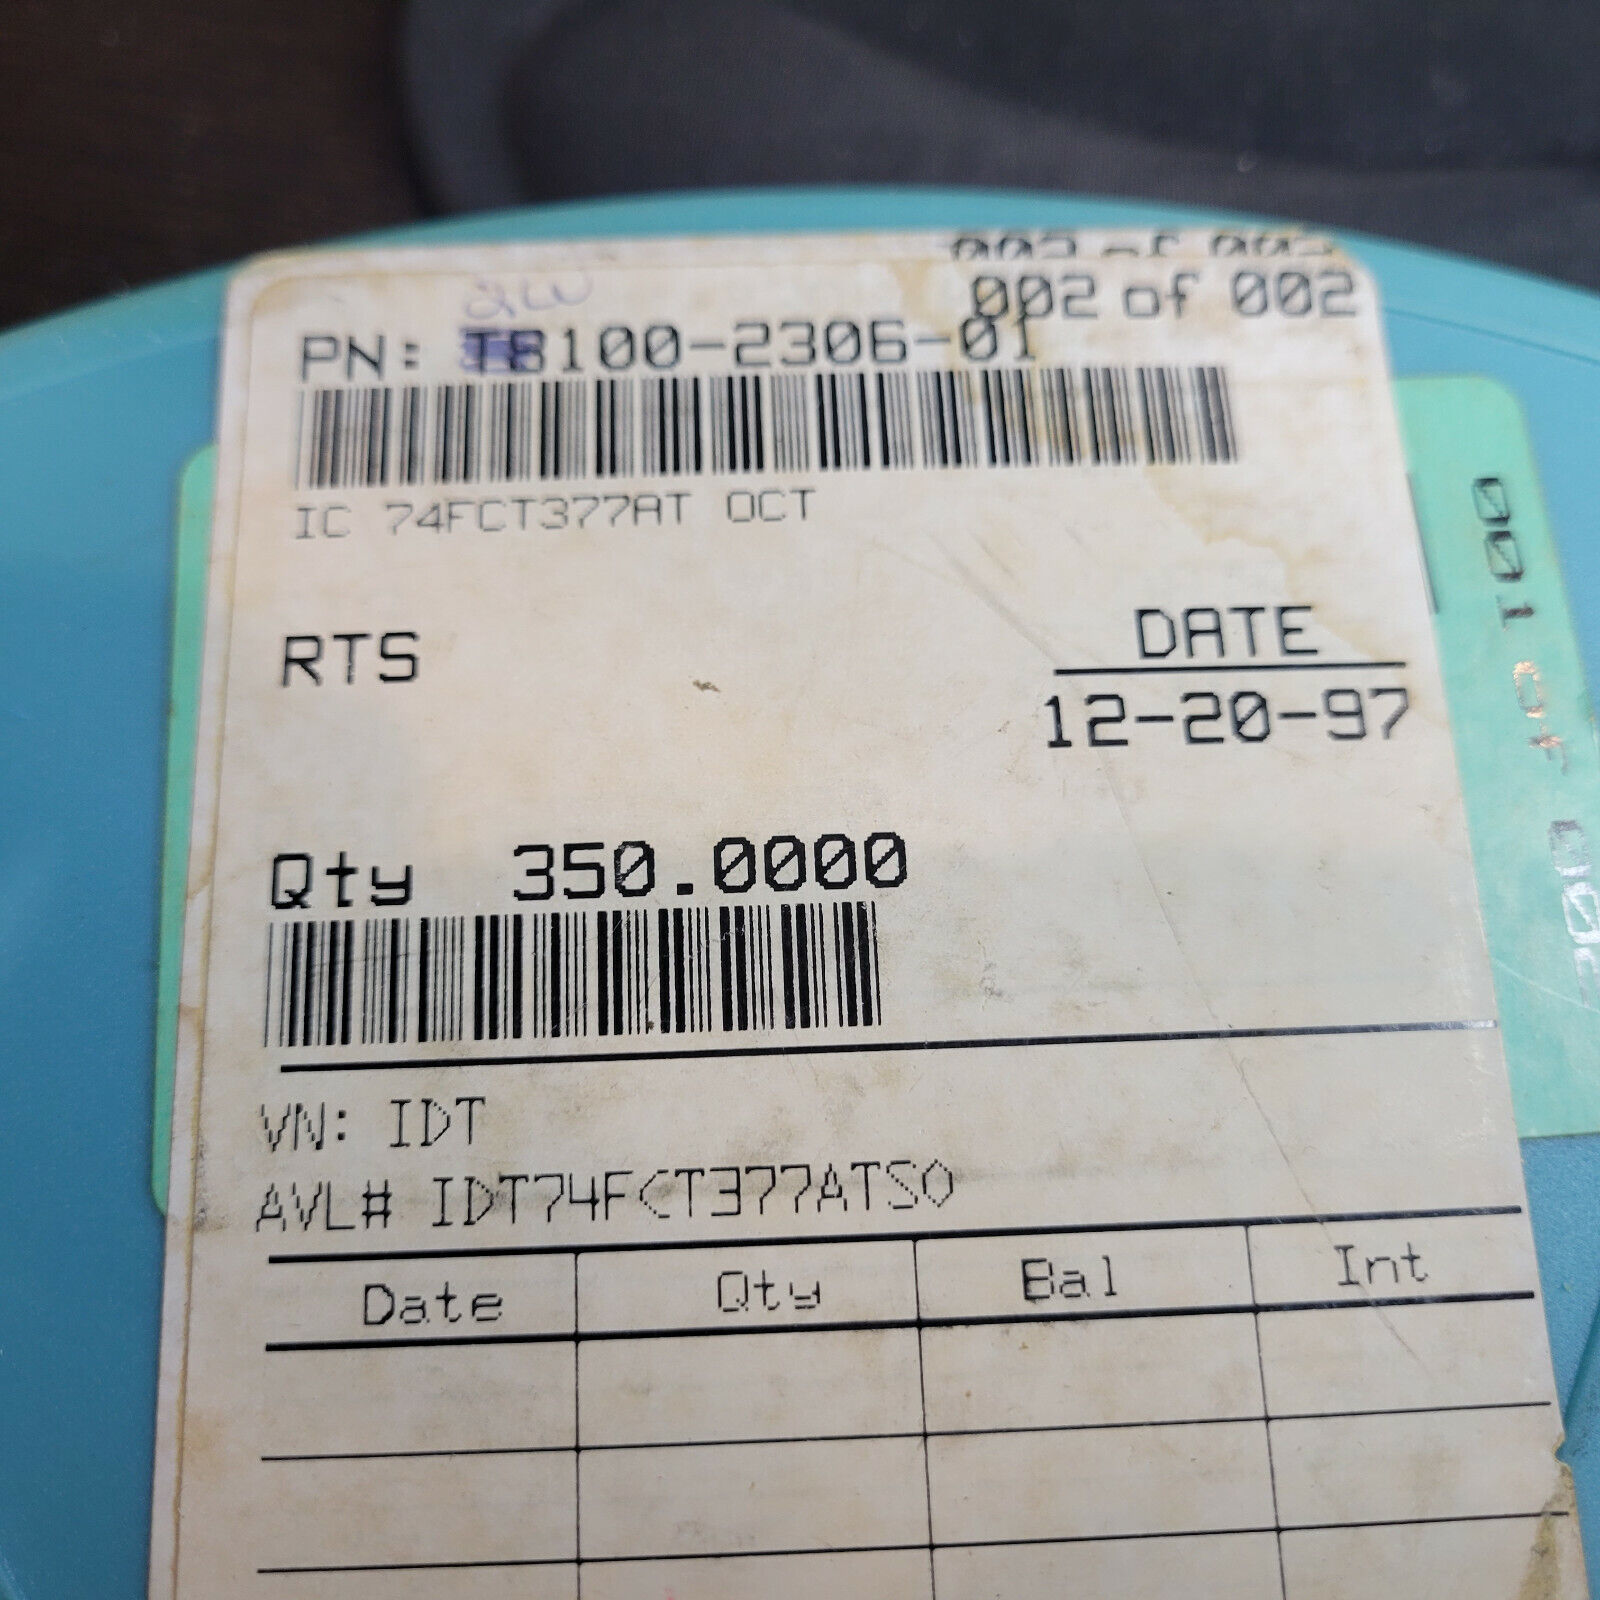 002 of 002
PN: T8100-2306-01
IC 74FCT377AT OCT
RTS
DATE
12-20-97
Qty 350.0000
VN: IDT
AVL# IDT74FCT377ATSO
Date Qty Bal Int
001 of 002